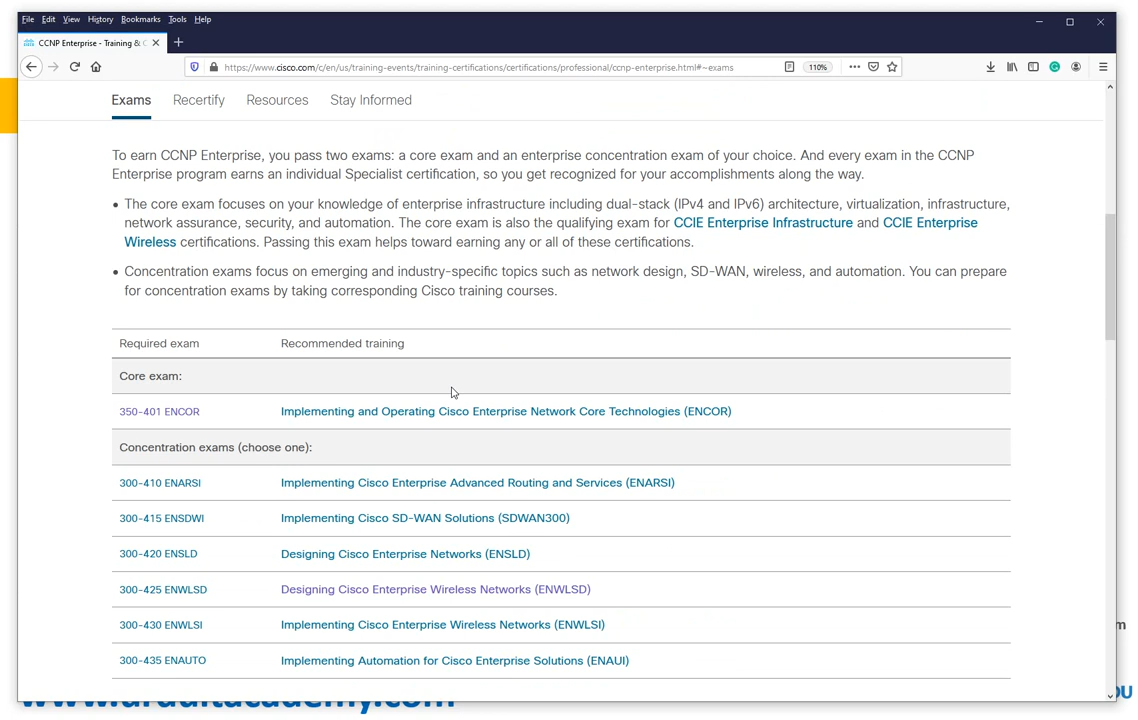 File Edit View History Bookmarks Tools Help
CCNP Enterprise - Training & C
https://www.cisco.com/c/en/us/training-events/training-certifications/certifications/professional/ccnp-enterprise.html#~exams 110%
Exams Recertify Resources Stay Informed
To earn CCNP Enterprise, you pass two exams: a core exam and an enterprise concentration exam of your choice. And every exam in the CCNP
Enterprise program earns an individual Specialist certification, so you get recognized for your accomplishments along the way.
• The core exam focuses on your knowledge of enterprise infrastructure including dual-stack (IPv4 and IPv6) architecture, virtualization, infrastructure,
network assurance, security, and automation. The core exam is also the qualifying exam for CCIE Enterprise Infrastructure and CCIE Enterprise
Wireless certifications. Passing this exam helps toward earning any or all of these certifications.
• Concentration exams focus on emerging and industry-specific topics such as network design, SD-WAN, wireless, and automation. You can prepare
for concentration exams by taking corresponding Cisco training courses.
Required exam Recommended training
Core exam:
350-401 ENCOR Implementing and Operating Cisco Enterprise Network Core Technologies (ENCOR)
Concentration exams (choose one):
300-410 ENARSI Implementing Cisco Enterprise Advanced Routing and Services (ENARSI)
300-415 ENSDWI Implementing Cisco SD-WAN Solutions (SDWAN300)
300-420 ENSLD Designing Cisco Enterprise Networks (ENSLD)
300-425 ENWLSD Designing Cisco Enterprise Wireless Networks (ENWLSD)
300-430 ENWLSI Implementing Cisco Enterprise Wireless Networks (ENWLSI)
300-435 ENAUTO Implementing Automation for Cisco Enterprise Solutions (ENAUI)